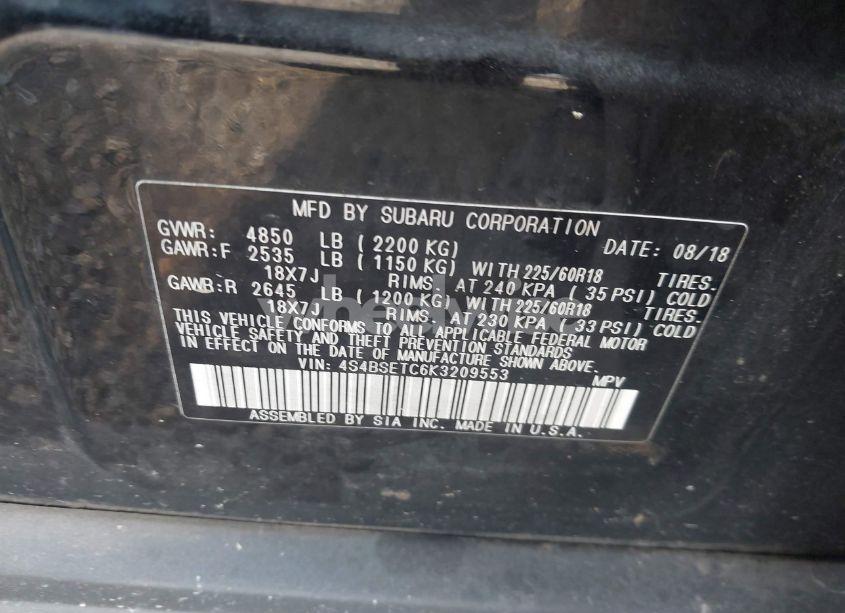 MFD BY SUBARU CORPORATION
GVWR: 4850 LB (2200 KG) DATE: 08/18
GAWR:F 2535 LB (1150 KG) WITH 225/60R18 TIRES.
18X7J RIMS. AT 240 KPA (35 PSI) COLD
GAWR:R 2645 LB (1200 KG) WITH 225/60R18 TIRES.
18X7J RIMS. AT 230 KPA (33 PSI) COLD
THIS VEHICLE CONFORMS TO ALL APPLICABLE FEDERAL MOTOR
VEHICLE SAFETY AND THEFT PREVENTION STANDARDS
IN EFFECT ON THE DATE OF MANUFACTURE SHOWN ABOVE.
VIN: 4S4BSETC6K3209553 MPV
ASSEMBLED BY SIA INC. MADE IN U.S.A.